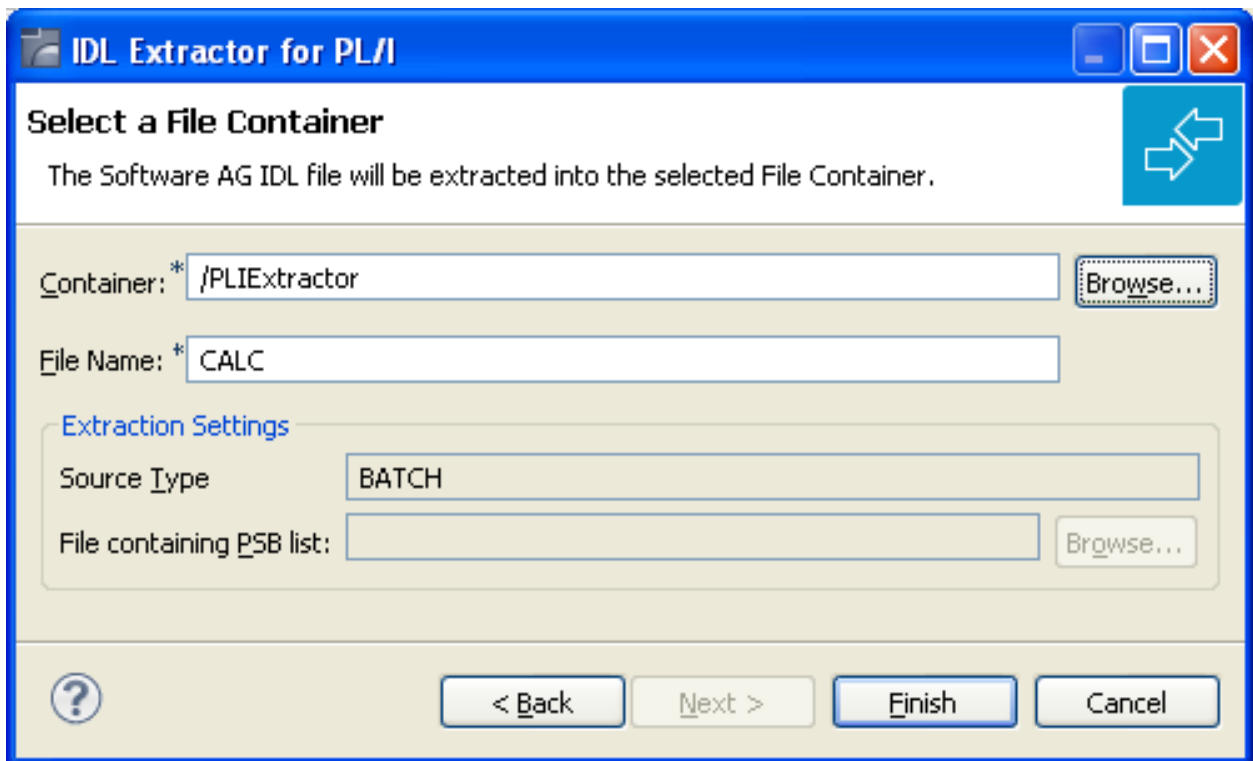 IDL Extractor for PL/I
Select a File Container
The Software AG IDL file will be extracted into the selected File Container.
Container:* /PLIExtractor Browse...
File Name: * CALC
Extraction Settings
Source Type BATCH
File containing PSB list: Browse...
? < Back Next > Finish Cancel